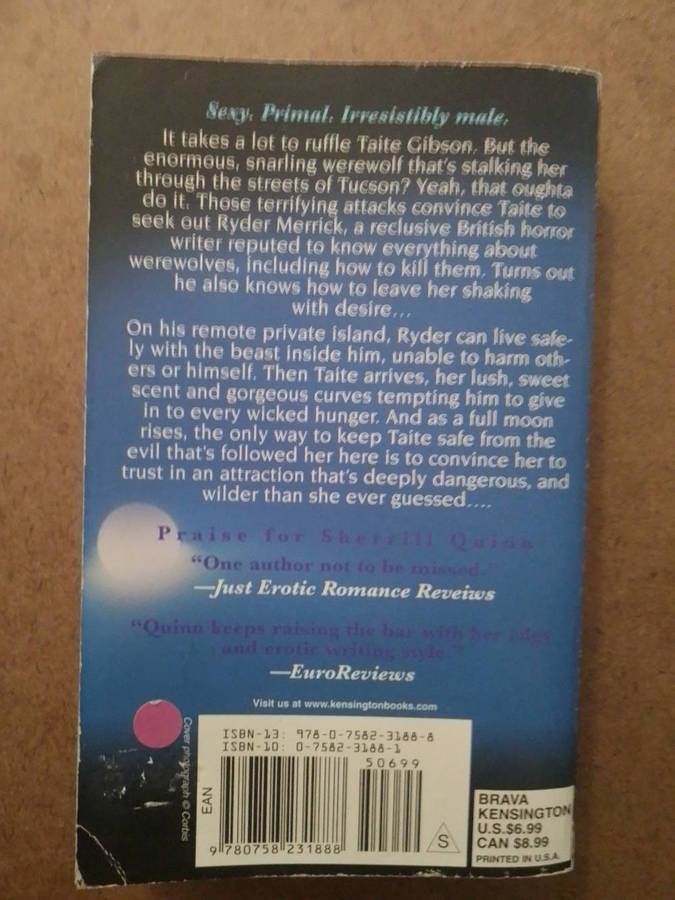 Sexy. Primal. Irresistibly male.
It takes a lot to ruffle Taite Gibson. But the
enormous, snarling werewolf that's stalking her
through the streets of Tucson? Yeah, that oughta
do it. Those terrifying attacks convince Taite to
seek out Ryder Merrick, a reclusive British horror
writer reputed to know everything about
werewolves, including how to kill them. Turns out
he also knows how to leave her shaking
with desire...
On his remote private island, Ryder can live safe-
ly with the beast inside him, unable to harm oth-
ers or himself. Then Taite arrives, her lush, sweet
scent and gorgeous curves tempting him to give
in to every wicked hunger. And as a full moon
rises, the only way to keep Taite safe from the
evil that's followed her here is to convince her to
trust in an attraction that's deeply dangerous, and
wilder than she ever guessed....
Praise for Sherrill Quinn
"One author not to be missed."
—Just Erotic Romance Reveiws
"Quinn keeps raising the bar with her edgy
and erotic writing style."
—EuroReviews
Visit us at www.kensingtonbooks.com
Cover photograph © Corbis
ISBN-13: 978-0-7582-3188-8
ISBN-10: 0-7582-3188-1
50699
EAN
9 780758 231888
S
BRAVA
KENSINGTON
U.S.$6.99
CAN $8.99
PRINTED IN U.S.A.